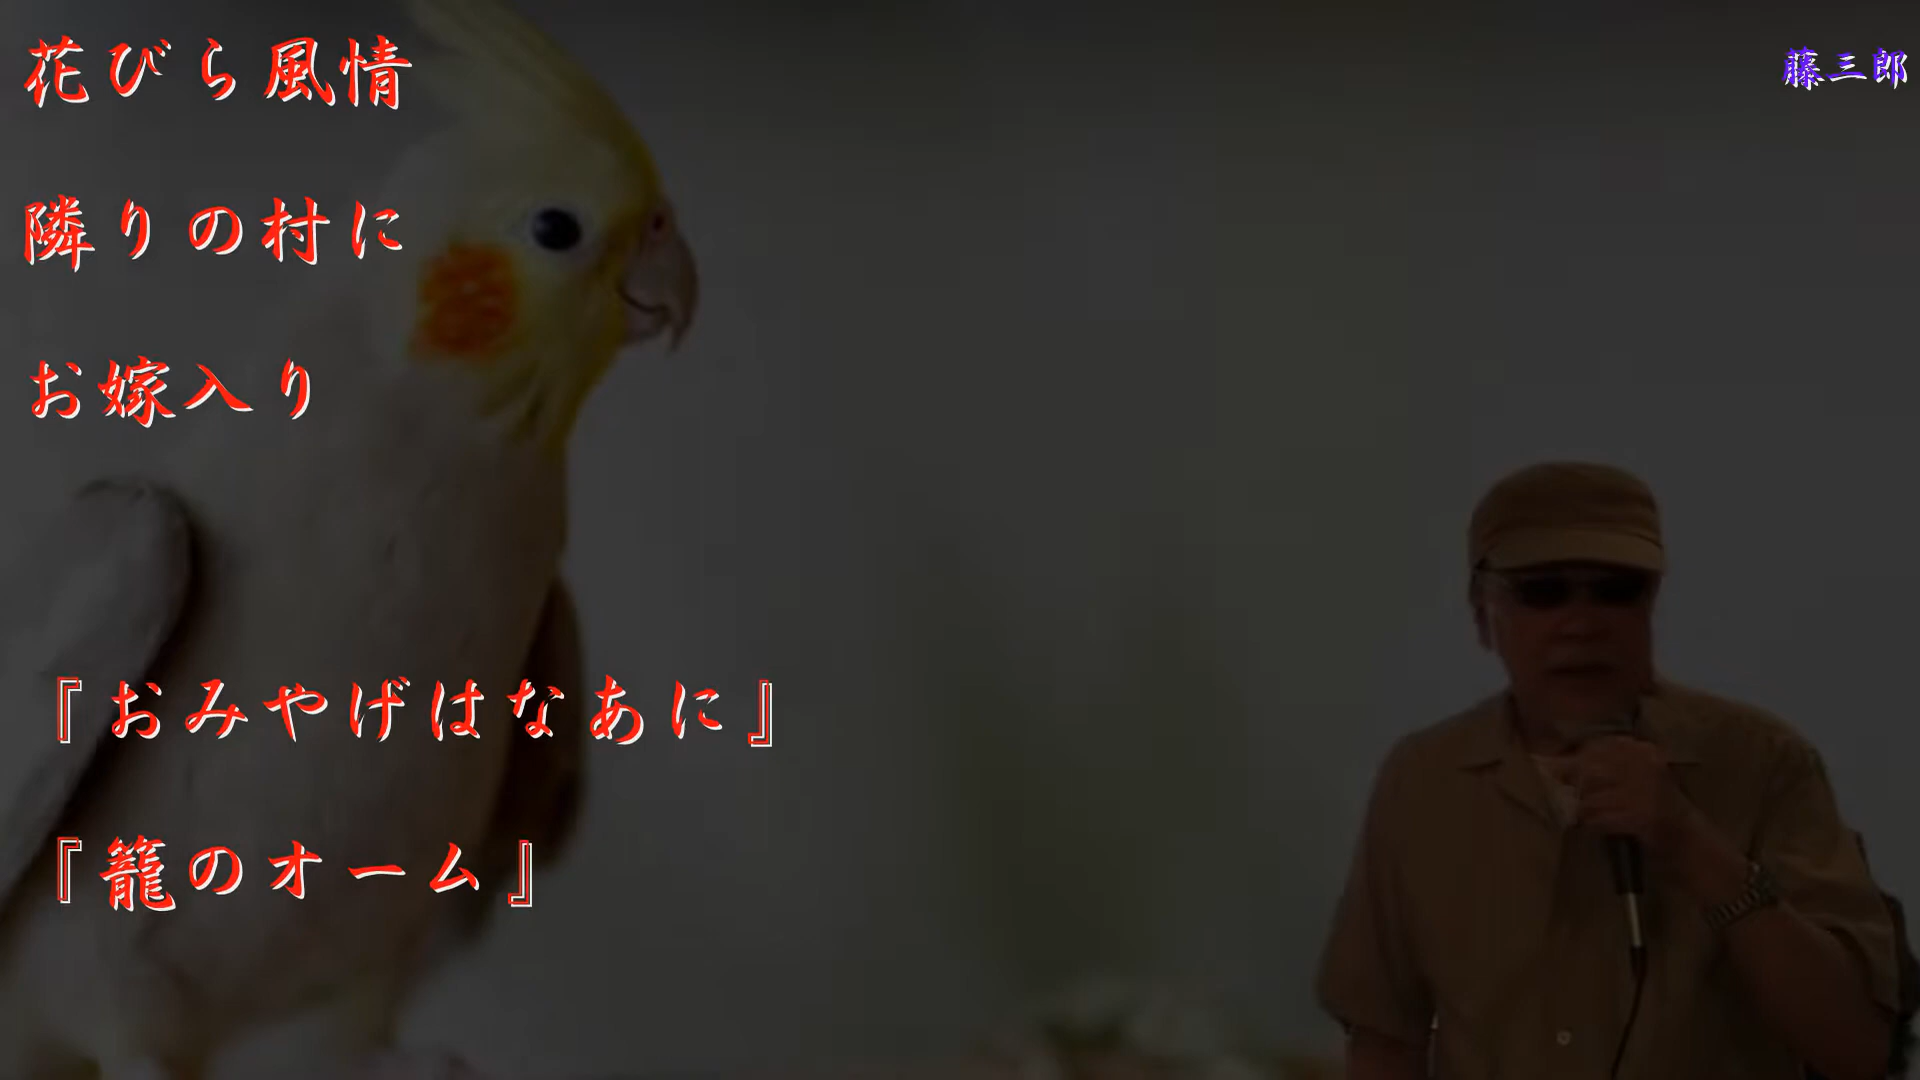 花びら風情
藤三郎
隣りの村に
お嫁入り
『おみやげはなあに』
『籠のオーム』